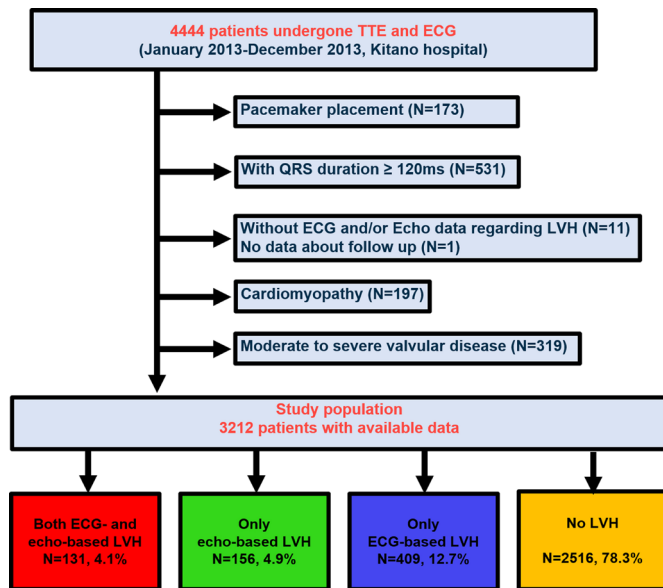 4444 patients undergone TTE and ECG
(January 2013-December 2013, Kitano hospital)
Pacemaker placement (N=173)
With QRS duration ≥ 120ms (N=531)
Without ECG and/or Echo data regarding LVH (N=11)
No data about follow up (N=1)
Cardiomyopathy (N=197)
Moderate to severe valvular disease (N=319)
Study population
3212 patients with available data
Both ECG- and
echo-based LVH
N=131, 4.1%
Only
echo-based LVH
N=156, 4.9%
Only
ECG-based LVH
N=409, 12.7%
No LVH
N=2516, 78.3%